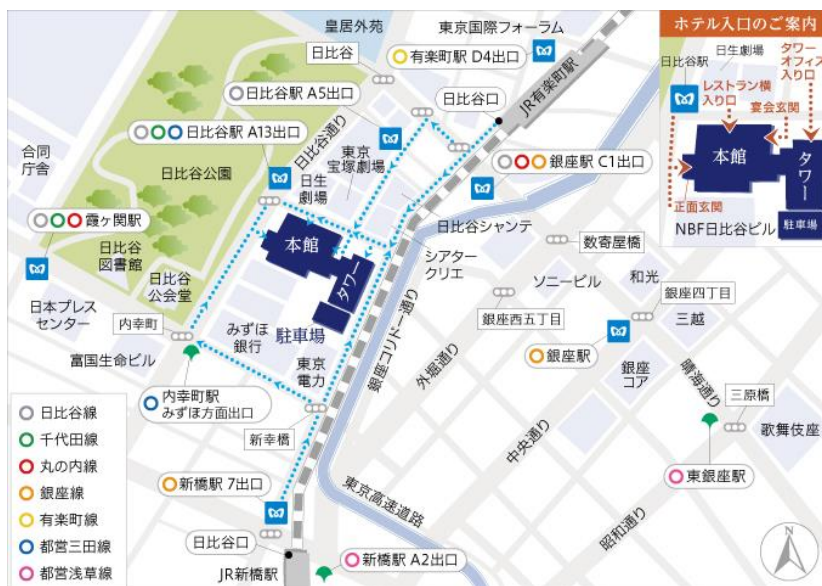 皇居外苑
東京国際フォーラム
日比谷
有楽町駅 D4出口
日比谷駅 A5出口
日比谷口
JR有楽町駅
日比谷駅 A13出口
日比谷通り
東京
宝塚劇場
合同
庁舎
日比谷公園
日生
劇場
銀座駅 C1出口
霞ヶ関駅
本館
日比谷シャンテ
シアター
クリエ
数寄屋橋
日比谷
図書館
日比谷
公会堂
タワー
ソニービル
和光
銀座四丁目
日本プレス
センター
内幸町
みずほ
銀行
駐車場
銀座コリドー通り
銀座西五丁目
三越
富国生命ビル
東京
電力
外堀通り
銀座駅
銀座
コア
晴海通り
三原橋
内幸町駅
みずほ方面出口
新幸橋
中央通り
歌舞伎座
東銀座駅
新橋駅 7出口
東京高速道路
昭和通り
日比谷口
JR新橋駅
新橋駅 A2出口
日比谷線
千代田線
丸の内線
銀座線
有楽町線
都営三田線
都営浅草線
N
ホテル入口のご案内
日比谷駅
日生劇場
タワー
オフィス
入り口
レストラン横
入り口
宴会玄関
本館
タワー
正面玄関
NBF日比谷ビル
駐車場